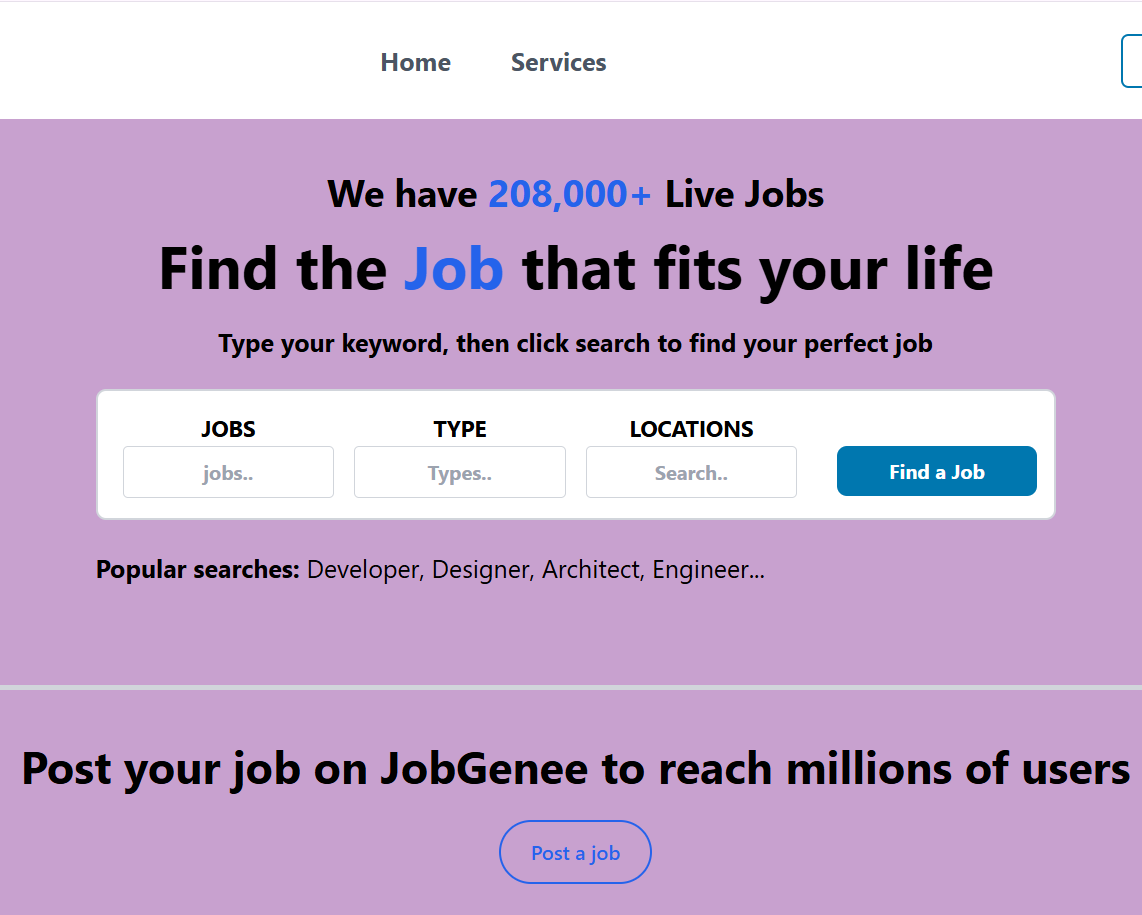 Home Services
We have 208,000+ Live Jobs
Find the Job that fits your life
Type your keyword, then click search to find your perfect job
JOBS TYPE LOCATIONS
jobs.. Types.. Search.. Find a Job
Popular searches: Developer, Designer, Architect, Engineer...
Post your job on JobGenee to reach millions of users
Post a job